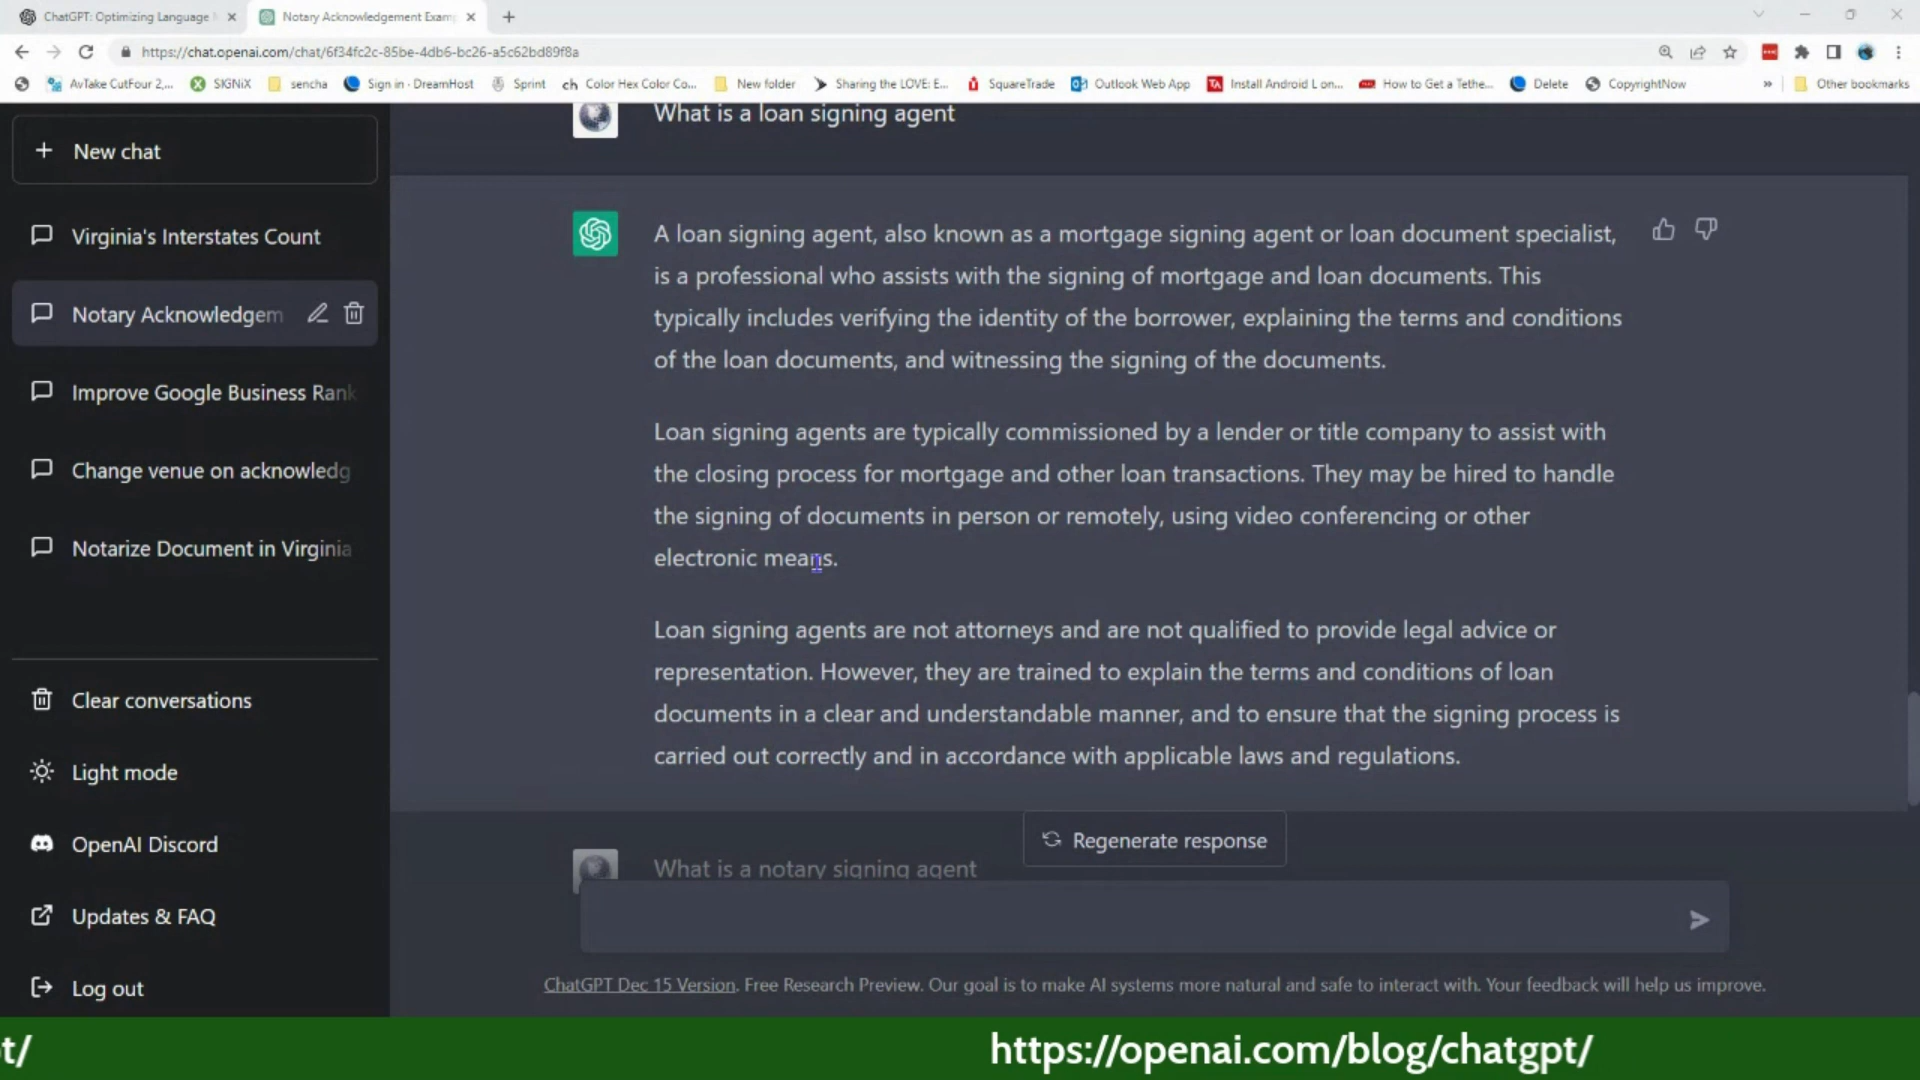 ChatGPT: Optimizing Language
Notary Acknowledgement Exam
https://chat.openai.com/chat/6f34fc2c-85be-4db6-bc26-a5c62bd89f8a
AvTake CutFour 2,...
SIGNiX
sencha
Sign in · DreamHost
Sprint
ch Color Hex Color Co...
New folder
Sharing the LOVE: E...
SquareTrade
Outlook Web App
TA Install Android L on...
How to Get a Tethe...
Delete
CopyrightNow
»
Other bookmarks
+ New chat
Virginia's Interstates Count
Notary Acknowledgem
Improve Google Business Rank
Change venue on acknowledg
Notarize Document in Virginia
Clear conversations
Light mode
OpenAI Discord
Updates & FAQ
Log out
What is a loan signing agent
A loan signing agent, also known as a mortgage signing agent or loan document specialist,
is a professional who assists with the signing of mortgage and loan documents. This
typically includes verifying the identity of the borrower, explaining the terms and conditions
of the loan documents, and witnessing the signing of the documents.
Loan signing agents are typically commissioned by a lender or title company to assist with
the closing process for mortgage and other loan transactions. They may be hired to handle
the signing of documents in person or remotely, using video conferencing or other
electronic means.
Loan signing agents are not attorneys and are not qualified to provide legal advice or
representation. However, they are trained to explain the terms and conditions of loan
documents in a clear and understandable manner, and to ensure that the signing process is
carried out correctly and in accordance with applicable laws and regulations.
Regenerate response
What is a notary signing agent
ChatGPT Dec 15 Version. Free Research Preview. Our goal is to make AI systems more natural and safe to interact with. Your feedback will help us improve.
t/
https://openai.com/blog/chatgpt/